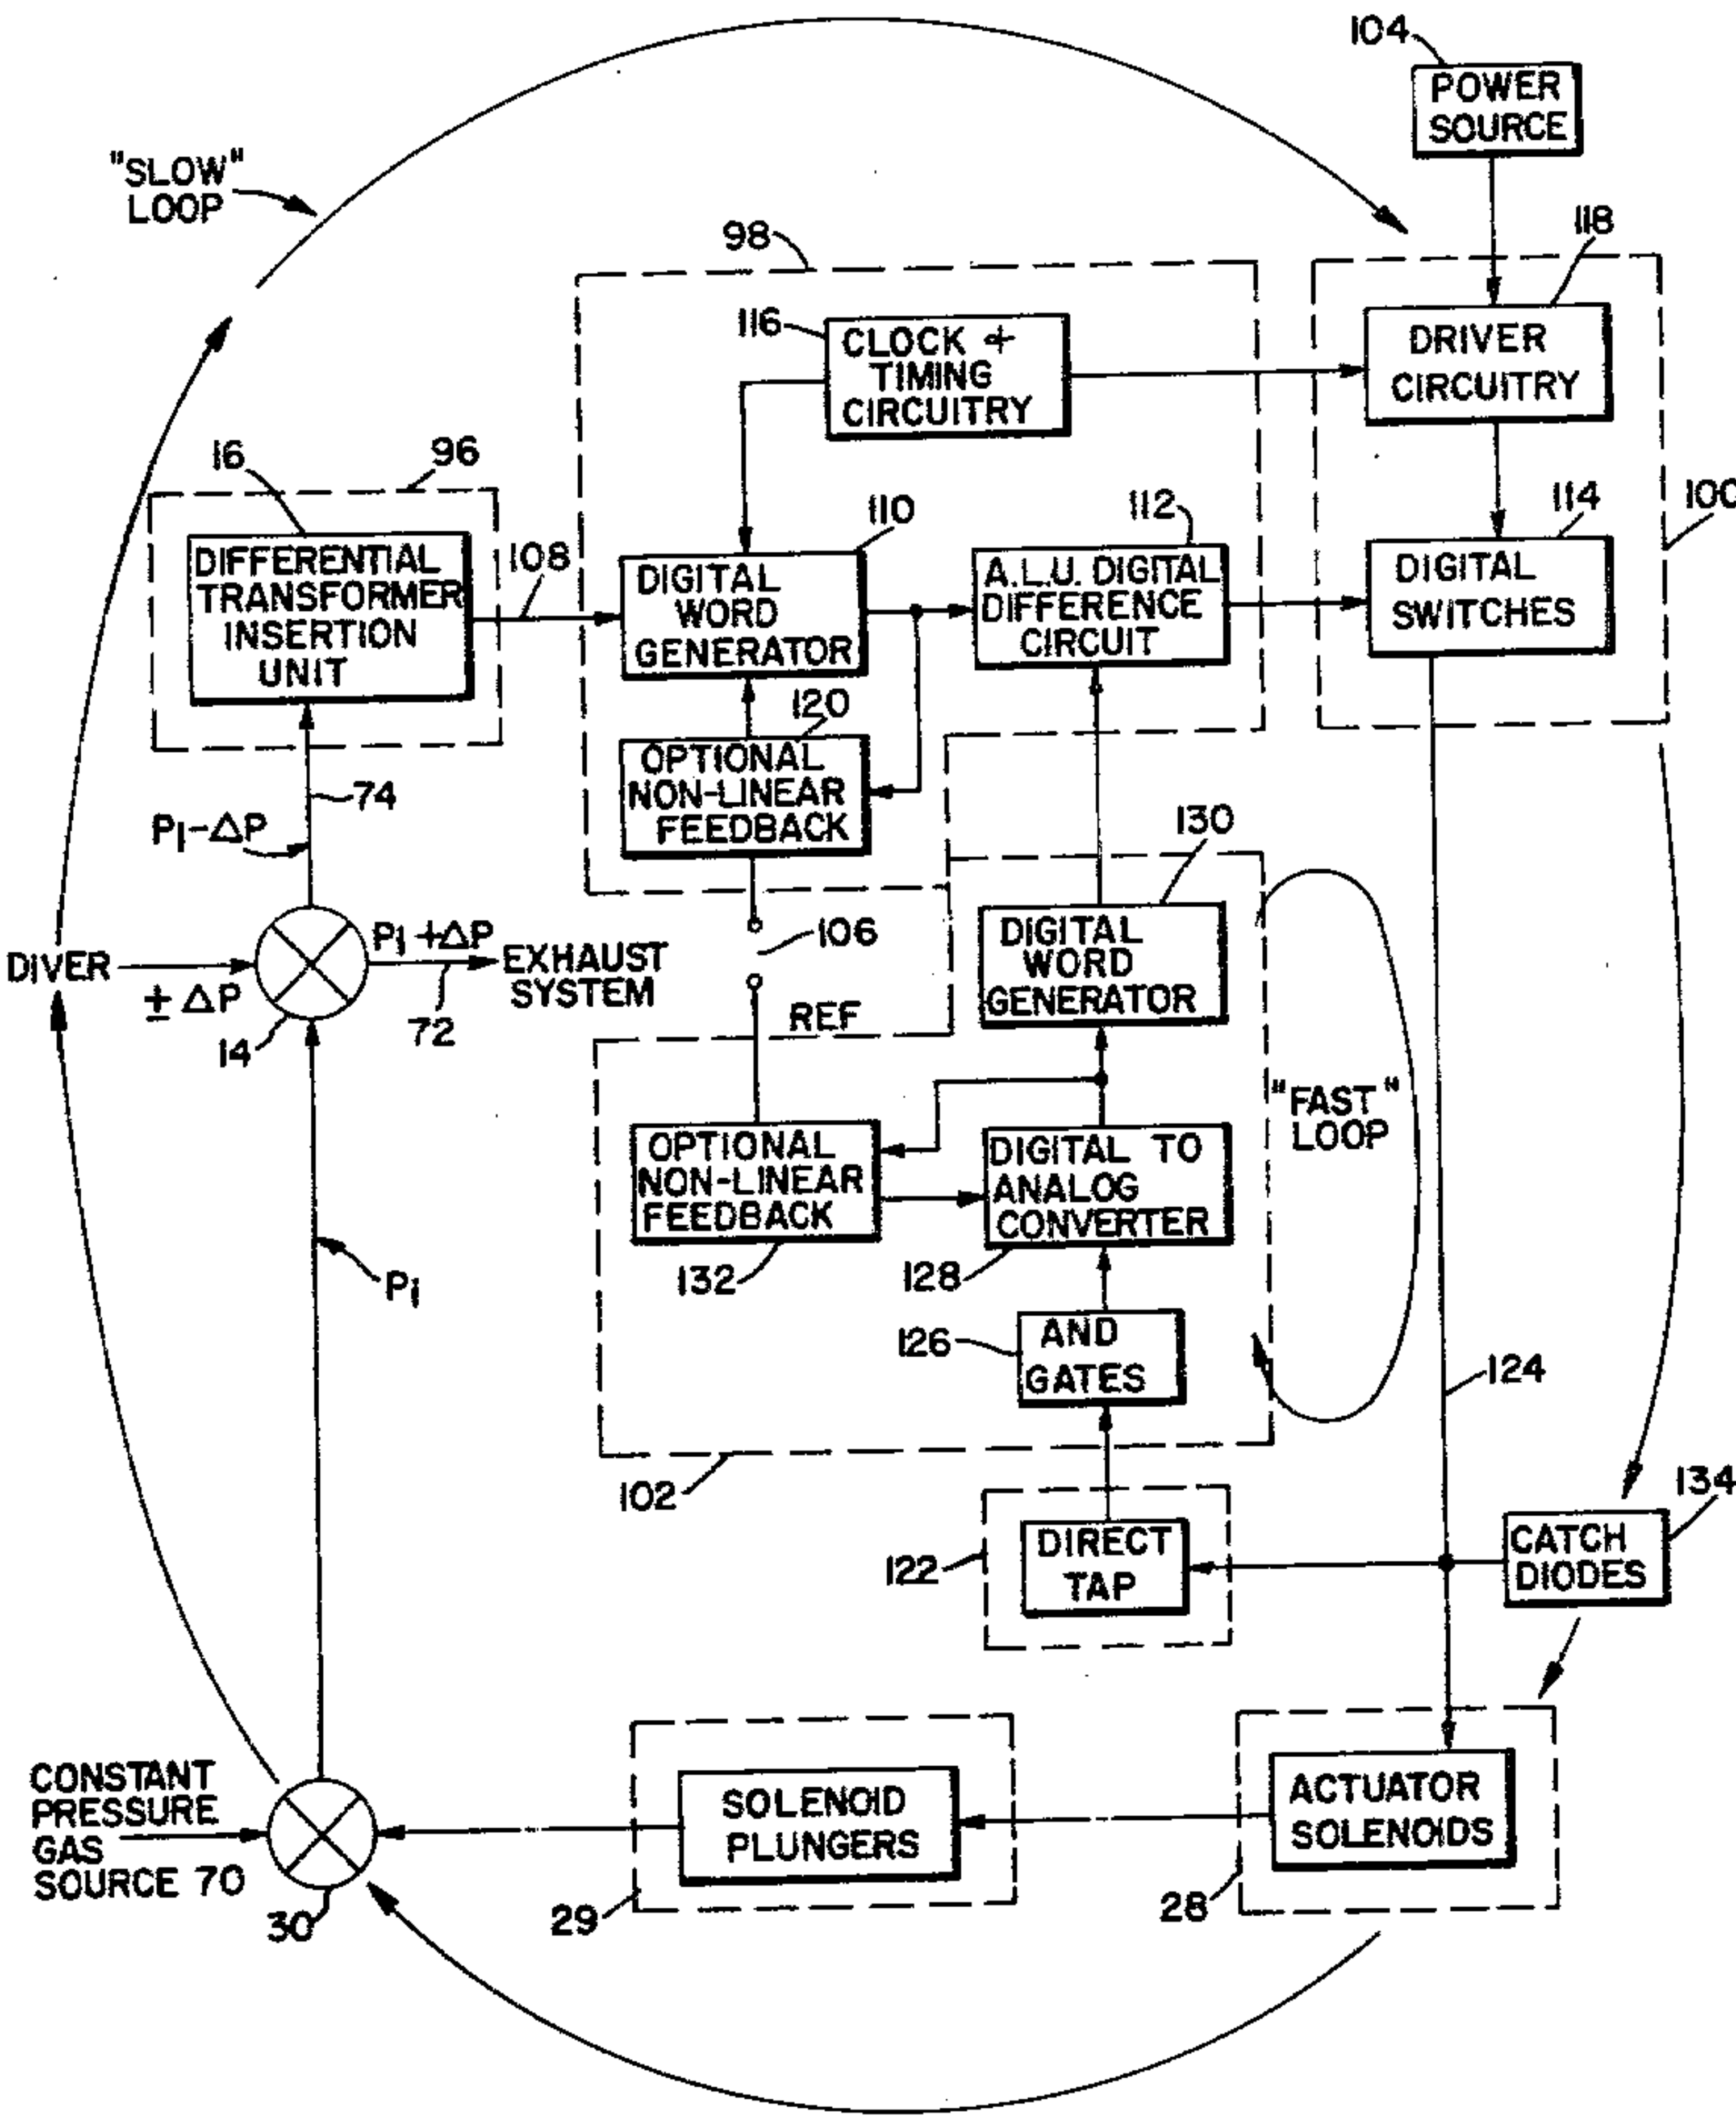 104
POWER
SOURCE
"SLOW"
LOOP
98
118
116
CLOCK &
TIMING
CIRCUITRY
DRIVER
CIRCUITRY
16
96
110
112
114
100
DIFFERENTIAL
TRANSFORMER
INSERTION
UNIT
108
DIGITAL
WORD
GENERATOR
A.L.U. DIGITAL
DIFFERENCE
CIRCUIT
DIGITAL
SWITCHES
120
OPTIONAL
NON-LINEAR
FEEDBACK
74
P1-ΔP
130
DIVER
± ΔP
14
P1+ΔP
72
EXHAUST
SYSTEM
106
REF
DIGITAL
WORD
GENERATOR
"FAST"
LOOP
OPTIONAL
NON-LINEAR
FEEDBACK
132
DIGITAL TO
ANALOG
CONVERTER
128
P1
126
AND
GATES
124
102
134
122
DIRECT
TAP
CATCH
DIODES
CONSTANT
PRESSURE
GAS
SOURCE 70
30
SOLENOID
PLUNGERS
29
ACTUATOR
SOLENOIDS
28